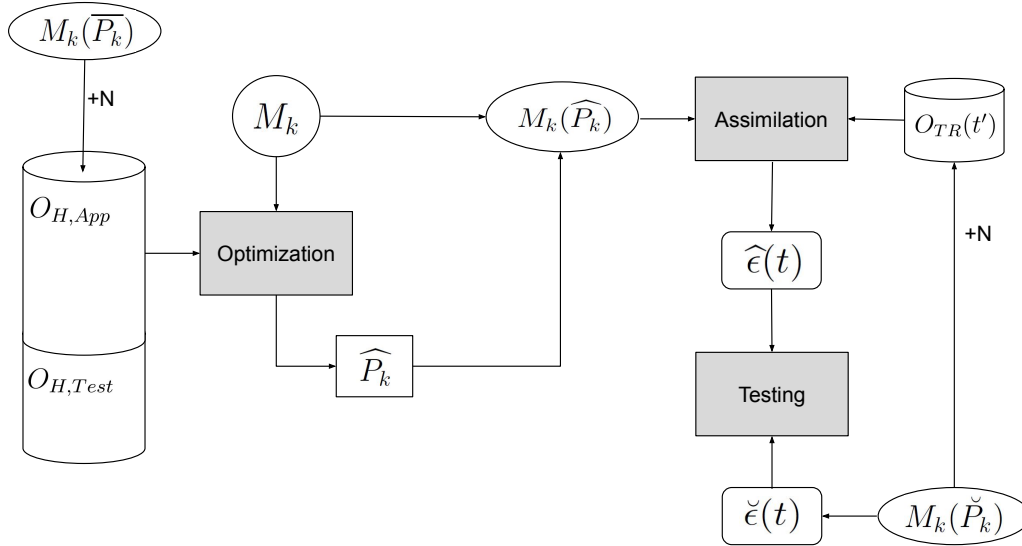 $M_k(\overline{P_k})$
+N
$O_{H,App}$
$O_{H,Test}$
$M_k$
Optimization
$\widehat{P_k}$
$M_k(\widehat{P_k})$
Assimilation
$O_{TR}(t')$
+N
$\widehat{\epsilon}(t)$
Testing
$\breve{\epsilon}(t)$
$M_k(\breve{P_k})$